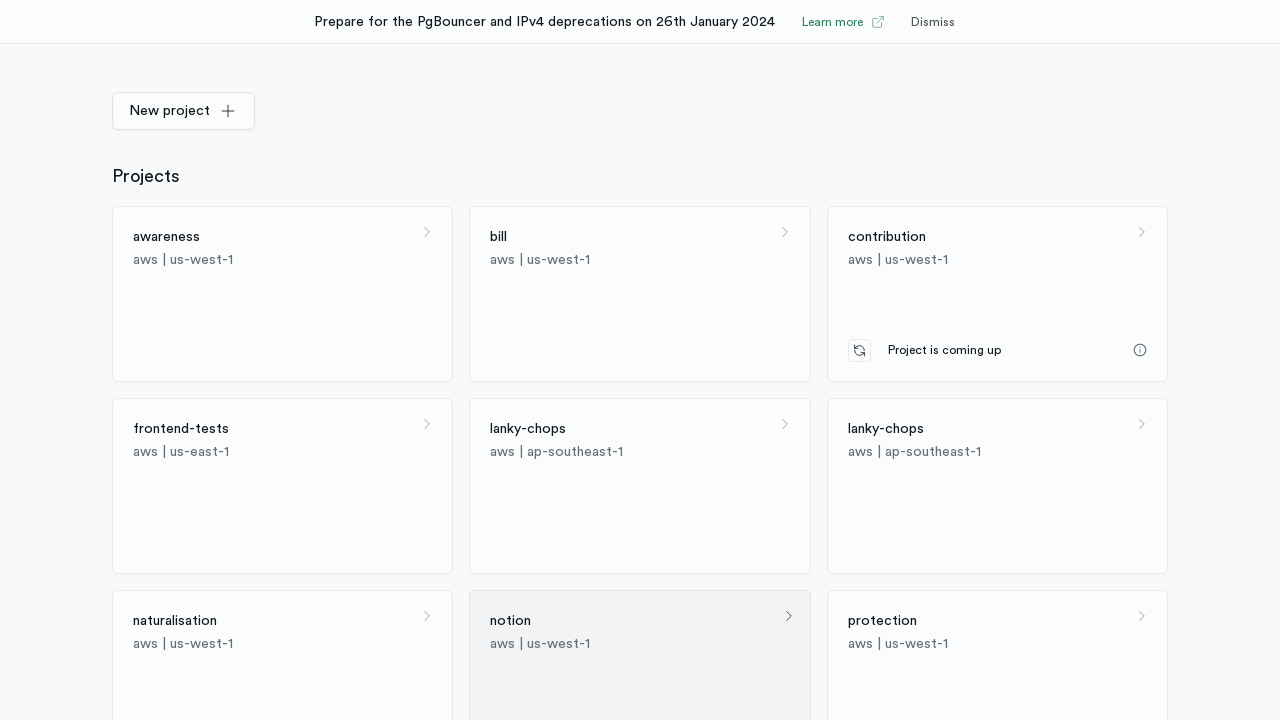 Prepare for the PgBouncer and IPv4 deprecations on 26th January 2024 Learn more Dismiss
New project
Projects
awareness
aws | us-west-1
bill
aws | us-west-1
contribution
aws | us-west-1
Project is coming up
frontend-tests
aws | us-east-1
lanky-chops
aws | ap-southeast-1
lanky-chops
aws | ap-southeast-1
naturalisation
aws | us-west-1
notion
aws | us-west-1
protection
aws | us-west-1